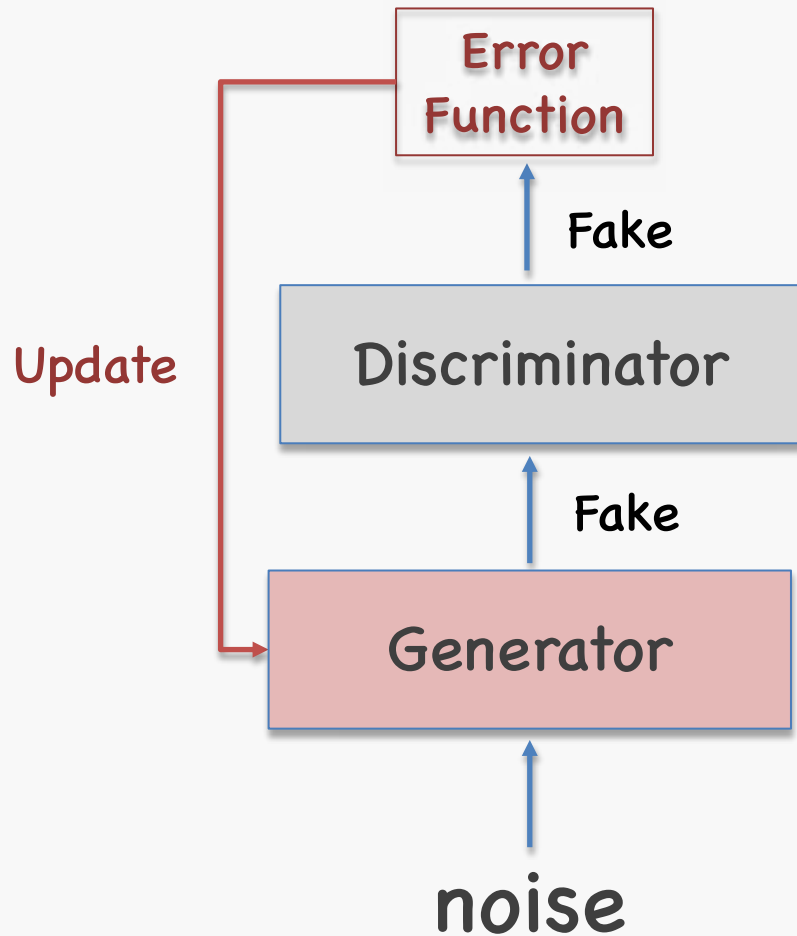 Error
Function
Fake
Discriminator
Update
Fake
Generator
noise